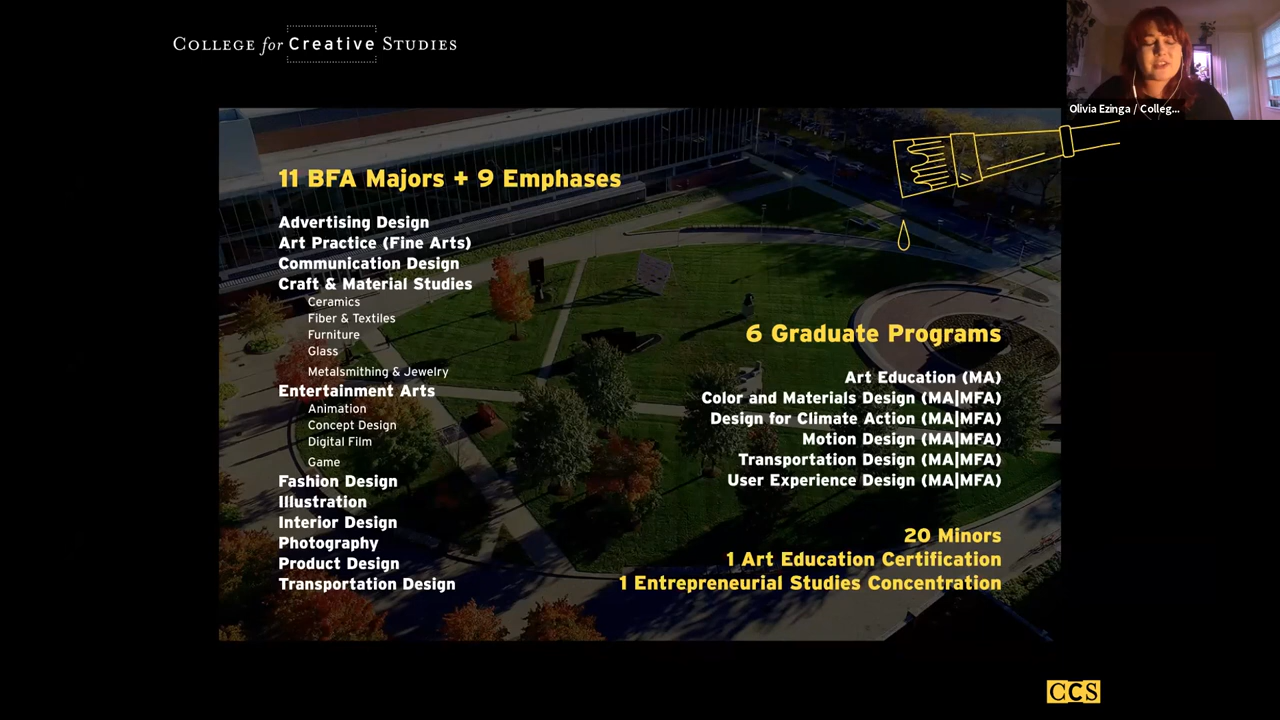 COLLEGE for Creative STUDIES
Olivia Ezinga / Colleg...
11 BFA Majors + 9 Emphases
Advertising Design
Art Practice (Fine Arts)
Communication Design
Craft & Material Studies
Ceramics
Fiber & Textiles
Furniture
Glass
Metalsmithing & Jewelry
Entertainment Arts
Animation
Concept Design
Digital Film
Game
Fashion Design
Illustration
Interior Design
Photography
Product Design
Transportation Design
6 Graduate Programs
Art Education (MA)
Color and Materials Design (MA|MFA)
Design for Climate Action (MA|MFA)
Motion Design (MA|MFA)
Transportation Design (MA|MFA)
User Experience Design (MA|MFA)
20 Minors
1 Art Education Certification
1 Entrepreneurial Studies Concentration
CCS